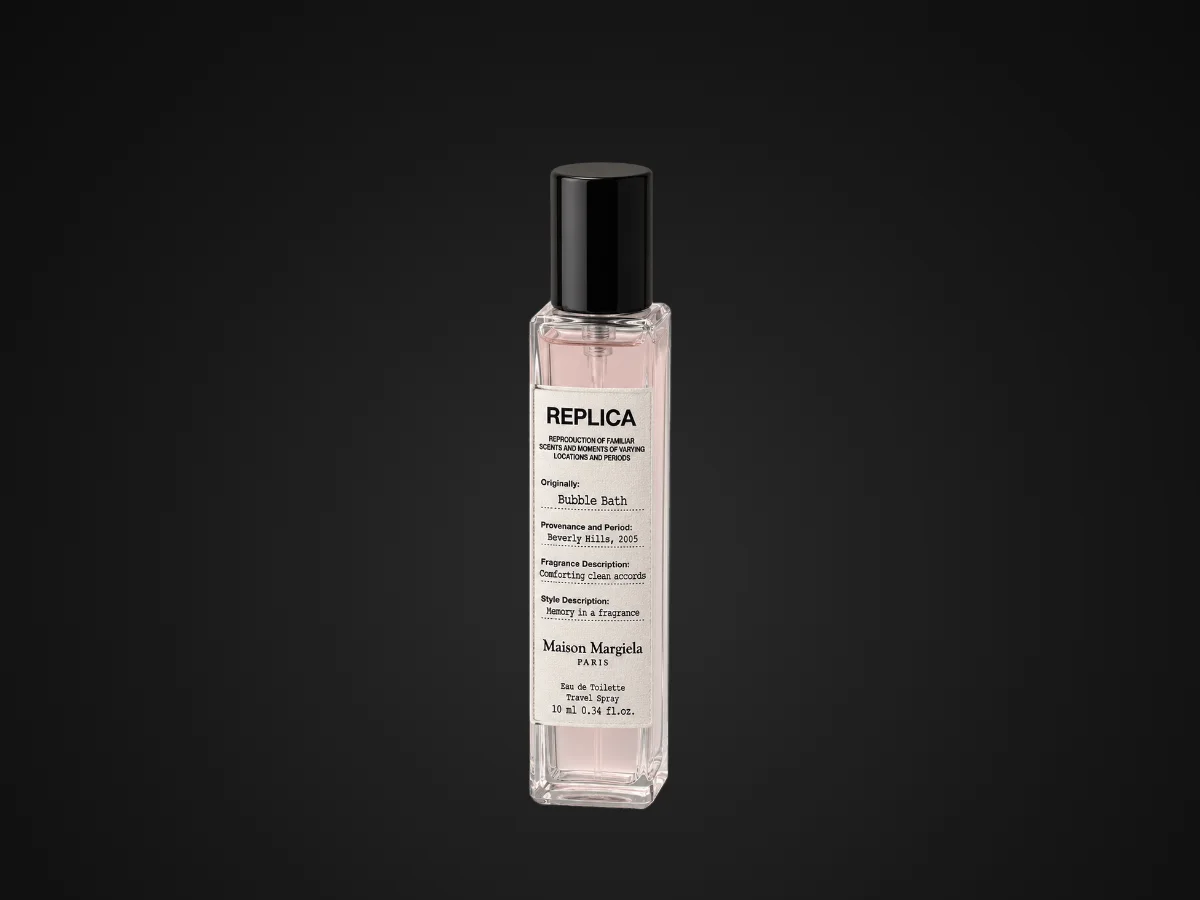 REPLICA
REPRODUCTION OF FAMILIAR
SCENTS AND MOMENTS OF VARYING
LOCATIONS AND PERIODS
Originally:
Bubble Bath
Provenance and Period:
Beverly Hills, 2005
Fragrance Description:
Comforting clean accords
Style Description:
Memory in a fragrance
Maison Margiela
PARIS
Eau de Toilette
Travel Spray
10 ml 0.34 fl.oz.